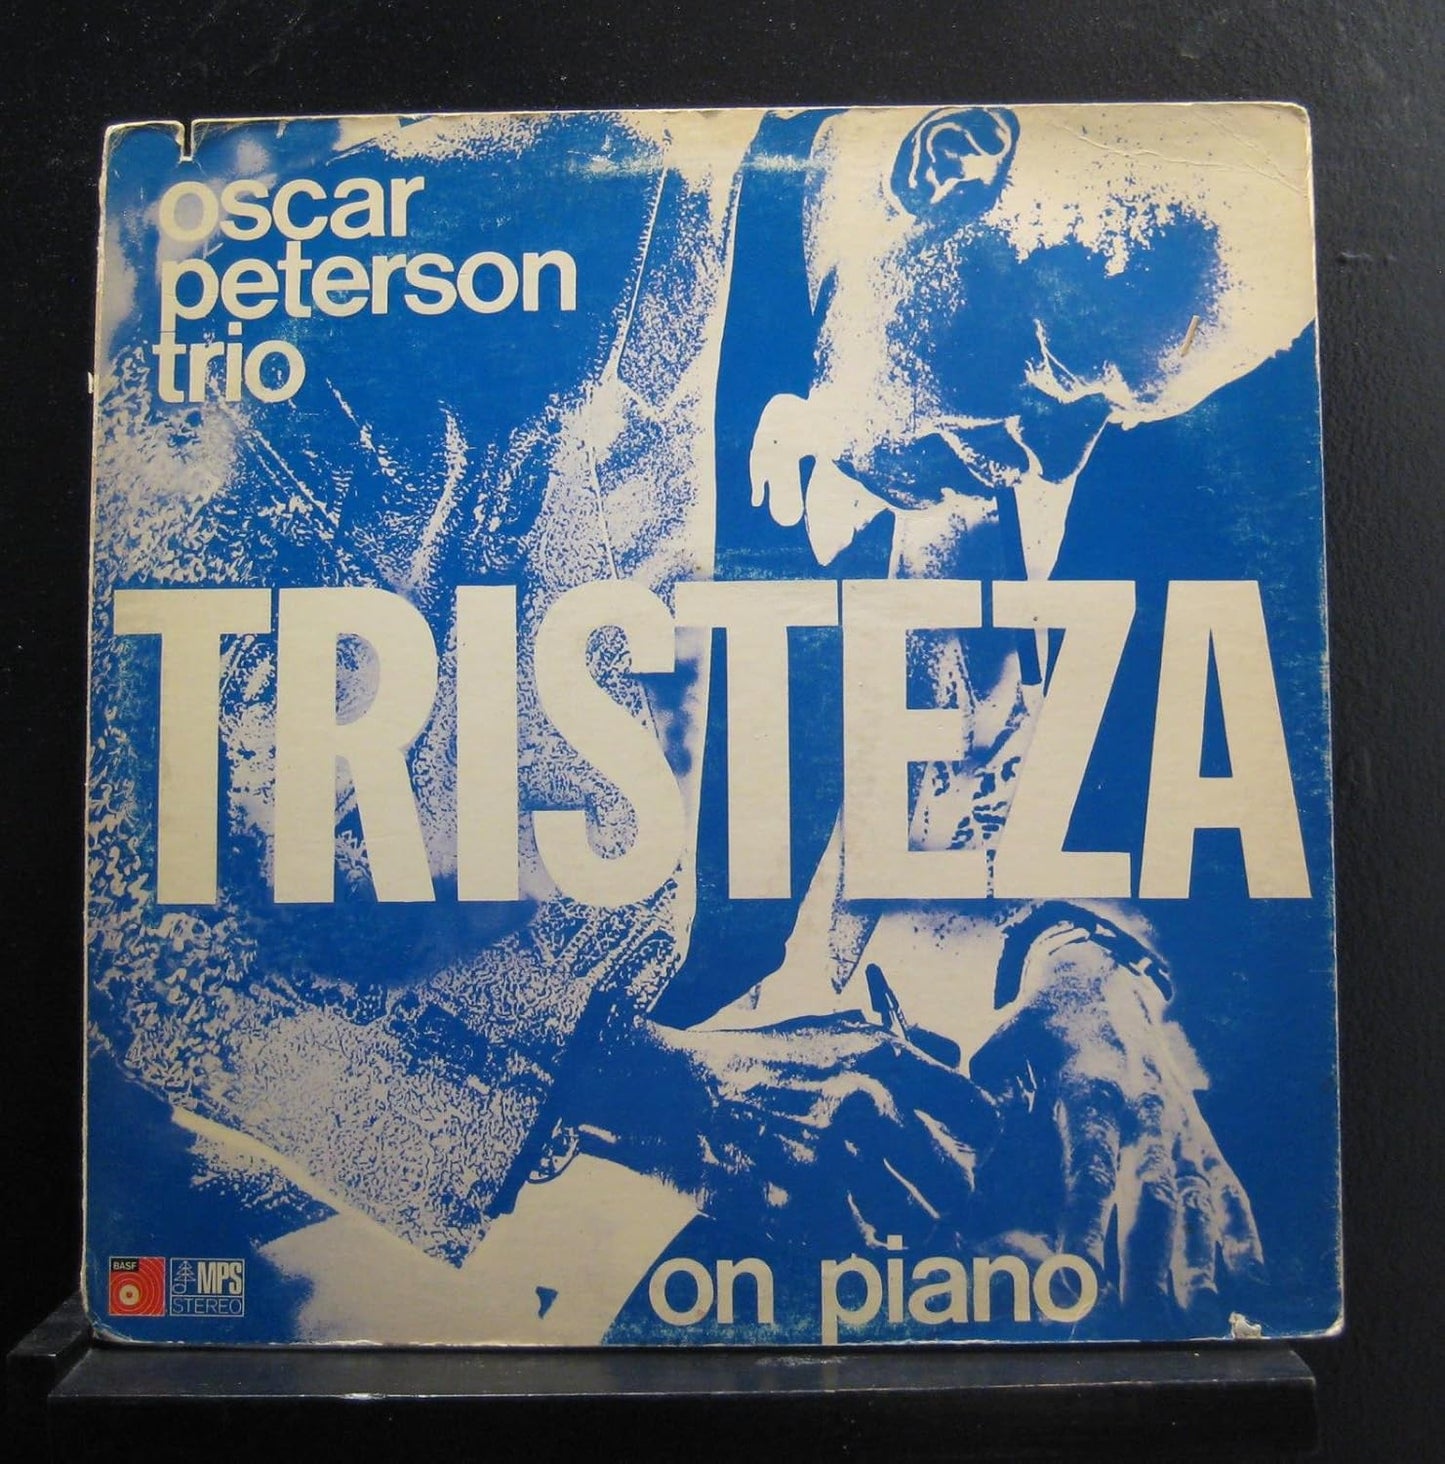 oscar
peterson
trio
TRISTEZA
on piano
BASF
MPS
STEREO